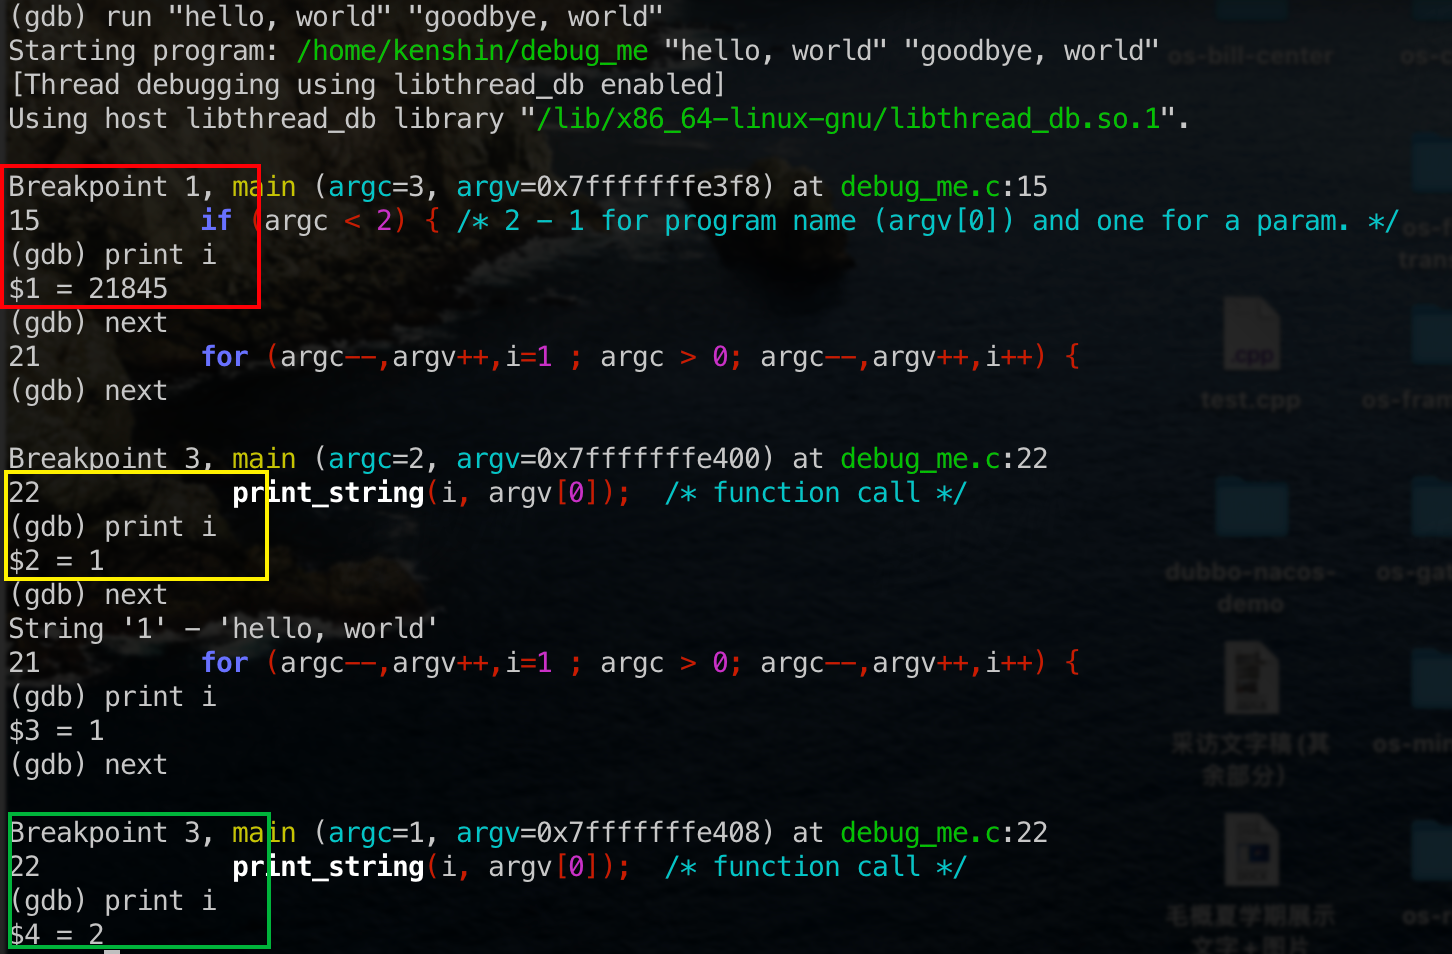 (gdb) run "hello, world" "goodbye, world"
Starting program: /home/kenshin/debug_me "hello, world" "goodbye, world"
[Thread debugging using libthread_db enabled]
Using host libthread_db library "/lib/x86_64-linux-gnu/libthread_db.so.1".
Breakpoint 1, main (argc=3, argv=0x7fffffffe3f8) at debug_me.c:15
15          if (argc < 2) { /* 2 - 1 for program name (argv[0]) and one for a param. */
(gdb) print i
$1 = 21845
(gdb) next
21          for (argc--,argv++,i=1 ; argc > 0; argc--,argv++,i++) {
(gdb) next
Breakpoint 3, main (argc=2, argv=0x7fffffffe400) at debug_me.c:22
22            print_string(i, argv[0]);  /* function call */
(gdb) print i
$2 = 1
(gdb) next
String '1' - 'hello, world'
21          for (argc--,argv++,i=1 ; argc > 0; argc--,argv++,i++) {
(gdb) print i
$3 = 1
(gdb) next
Breakpoint 3, main (argc=1, argv=0x7fffffffe408) at debug_me.c:22
22            print_string(i, argv[0]);  /* function call */
(gdb) print i
$4 = 2
os-bill-center
.cpp
test.cpp
dubbo-nacos-
demo
采访文字稿(其
余部分)
毛概夏学期展示
文字+图片